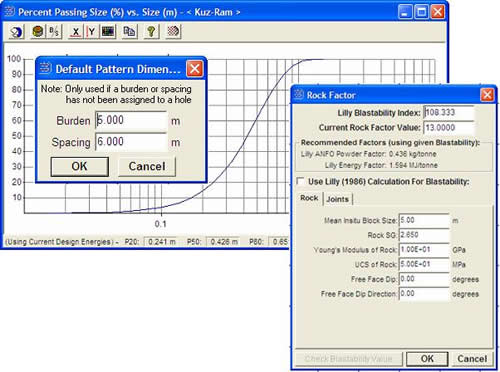 Percent Passing Size (%) vs. Size (m) - < Kuz-Ram >
B/S
X Y
?
100
90
80
70
60
50
40
30
20
10
0.1
(Using Current Design Energies) - P20: 0.241 m P50: 0.426 m P80: 0.65
Default Pattern Dimen...
Note: Only used if a burden or spacing
has not been assigned to a hole
Burden 5.000 m
Spacing 6.000 m
OK Cancel
Rock Factor
Lilly Blastability Index: 108.333
Current Rock Factor Value: 13.0000
Recommended Factors (using given Blastability):
Lilly ANFO Powder Factor: 0.436 kg/tonne
Lilly Energy Factor: 1.594 MJ/tonne
Use Lilly (1986) Calculation For Blastability:
Rock Joints
Mean Insitu Block Size: 5.00 m
Rock SG: 2.650
Young's Modulus of Rock: 1.00E+01 GPa
UCS of Rock: 5.00E+01 MPa
Free Face Dip: 0.00 degrees
Free Face Dip Direction: 0.00 degrees
Check Blastability Value OK Cancel